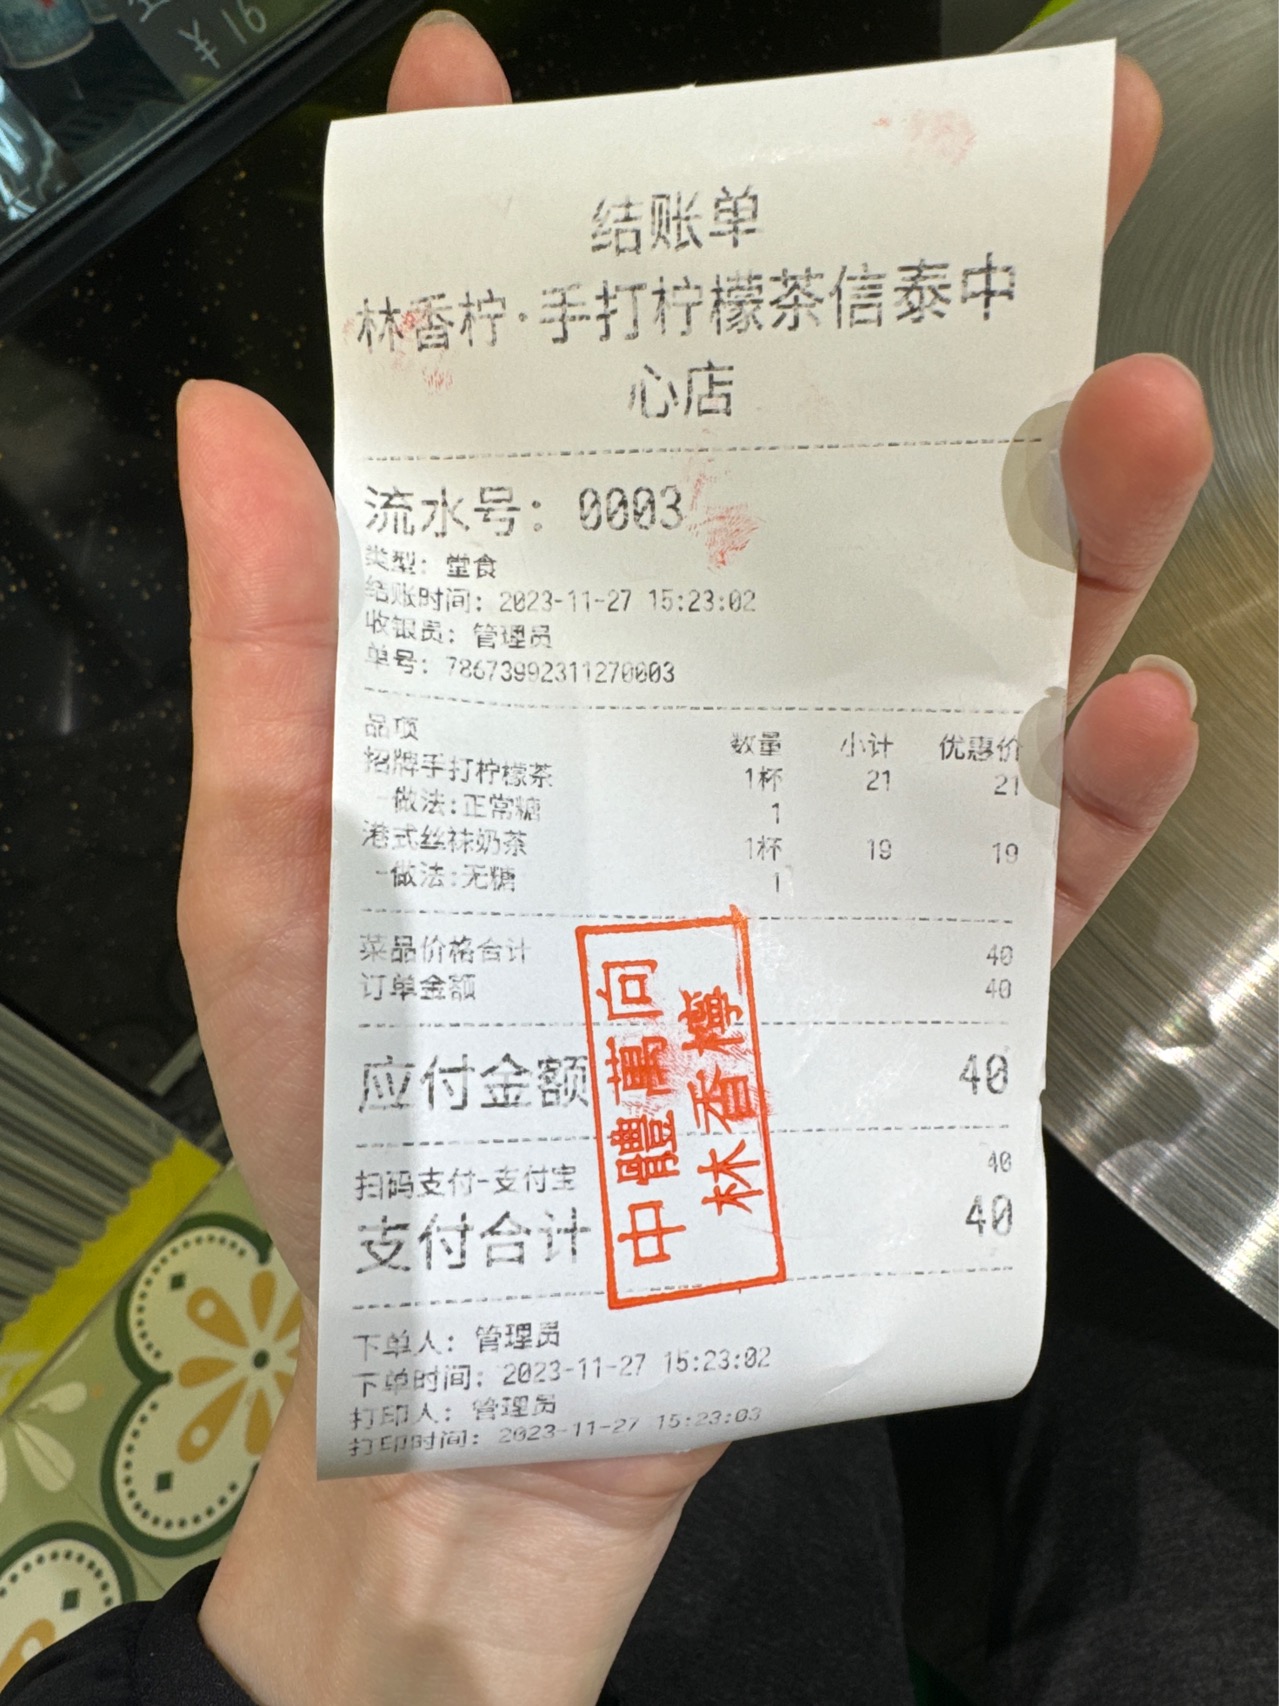 ¥16
结账单
林香柠·手打柠檬茶信泰中
心店
流水号：0003
类型：堂食
结账时间：2023-11-27 15:23:02
收银员：管理员
单号：78673992311270003
品项 数量 小计 优惠价
招牌手打柠檬茶 1杯 21 21
-做法:正常糖 1
港式丝袜奶茶 1杯 19 19
-做法:无糖 1
菜品价格合计 40
订单金额 40
应付金额 40
扫码支付-支付宝 40
支付合计 40
中體萬向
林香檸
下单人：管理员
下单时间：2023-11-27 15:23:02
打印人：管理员
打印时间：2023-11-27 15:23:03